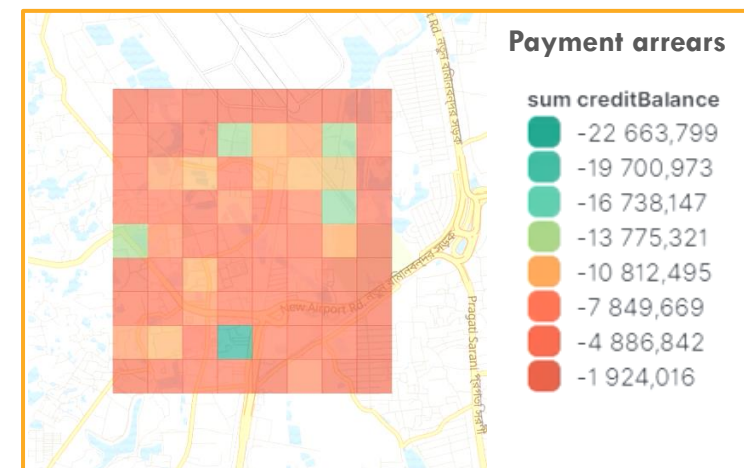 Payment arrears
sum creditBalance
-22 663,799
-19 700,973
-16 738,147
-13 775,321
-10 812,495
-7 849,669
-4 886,842
-1 924,016
New Airport Rd.
Pragati Sarani